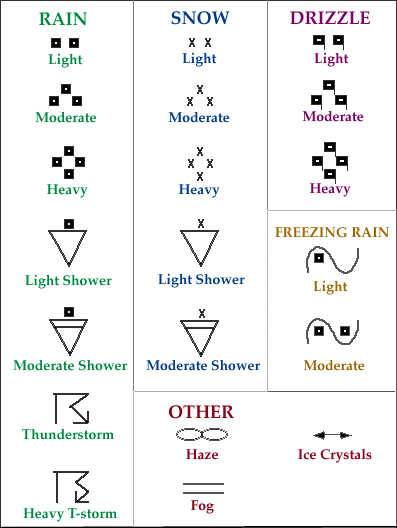 RAIN
Light
Moderate
Heavy
Light Shower
Moderate Shower
Thunderstorm
Heavy T-storm
SNOW
Light
Moderate
Heavy
Light Shower
Moderate Shower
DRIZZLE
Light
Moderate
Heavy
FREEZING RAIN
Light
Moderate
OTHER
Haze
Ice Crystals
Fog